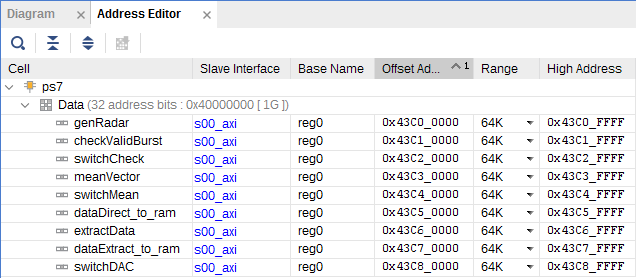 Diagram × Address Editor ×
Cell Slave Interface Base Name Offset Ad... 1 Range High Address
ps7
Data (32 address bits : 0x40000000 [ 1G ])
genRadar s00_axi reg0 0x43C0_0000 64K 0x43C0_FFFF
checkValidBurst s00_axi reg0 0x43C1_0000 64K 0x43C1_FFFF
switchCheck s00_axi reg0 0x43C2_0000 64K 0x43C2_FFFF
meanVector s00_axi reg0 0x43C3_0000 64K 0x43C3_FFFF
switchMean s00_axi reg0 0x43C4_0000 64K 0x43C4_FFFF
dataDirect_to_ram s00_axi reg0 0x43C5_0000 64K 0x43C5_FFFF
extractData s00_axi reg0 0x43C6_0000 64K 0x43C6_FFFF
dataExtract_to_ram s00_axi reg0 0x43C7_0000 64K 0x43C7_FFFF
switchDAC s00_axi reg0 0x43C8_0000 64K 0x43C8_FFFF